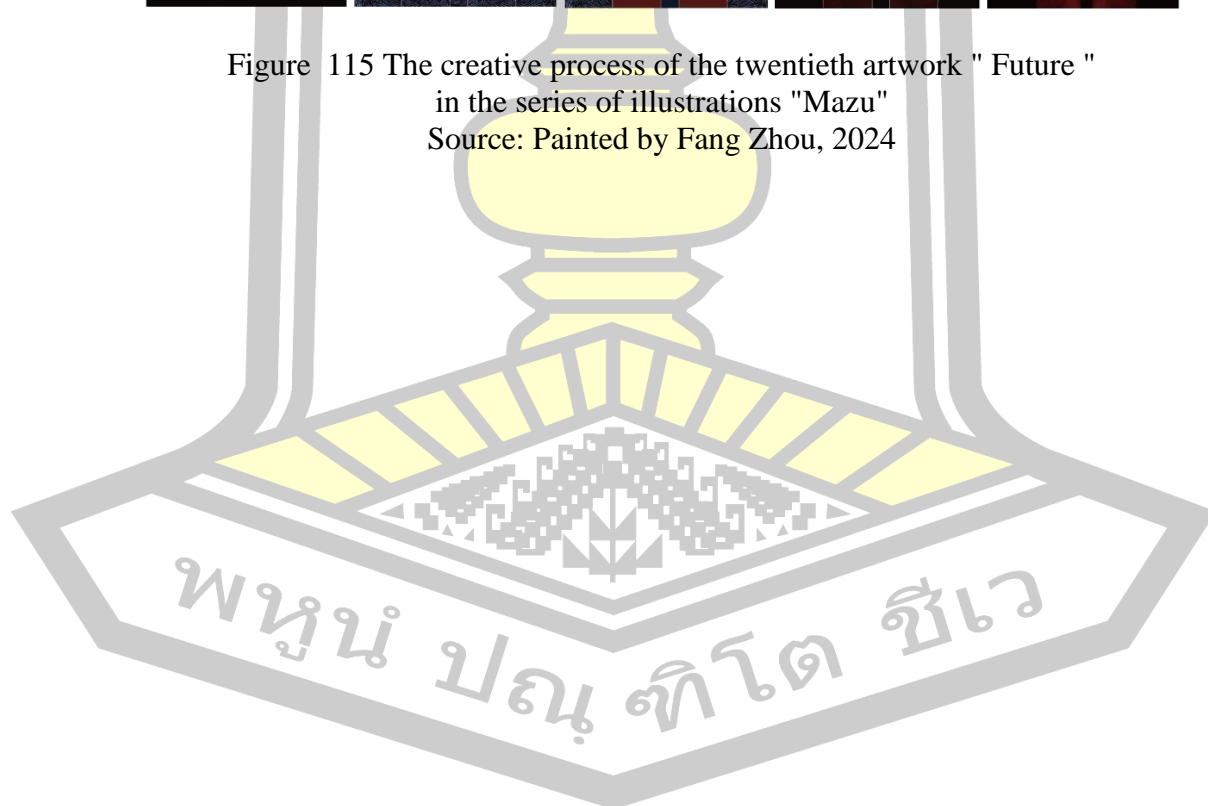 Figure 115 The creative process of the twentieth artwork " Future "
in the series of illustrations "Mazu"
Source: Painted by Fang Zhou, 2024
พหูนํ ปณฺฑิโต ชีเว